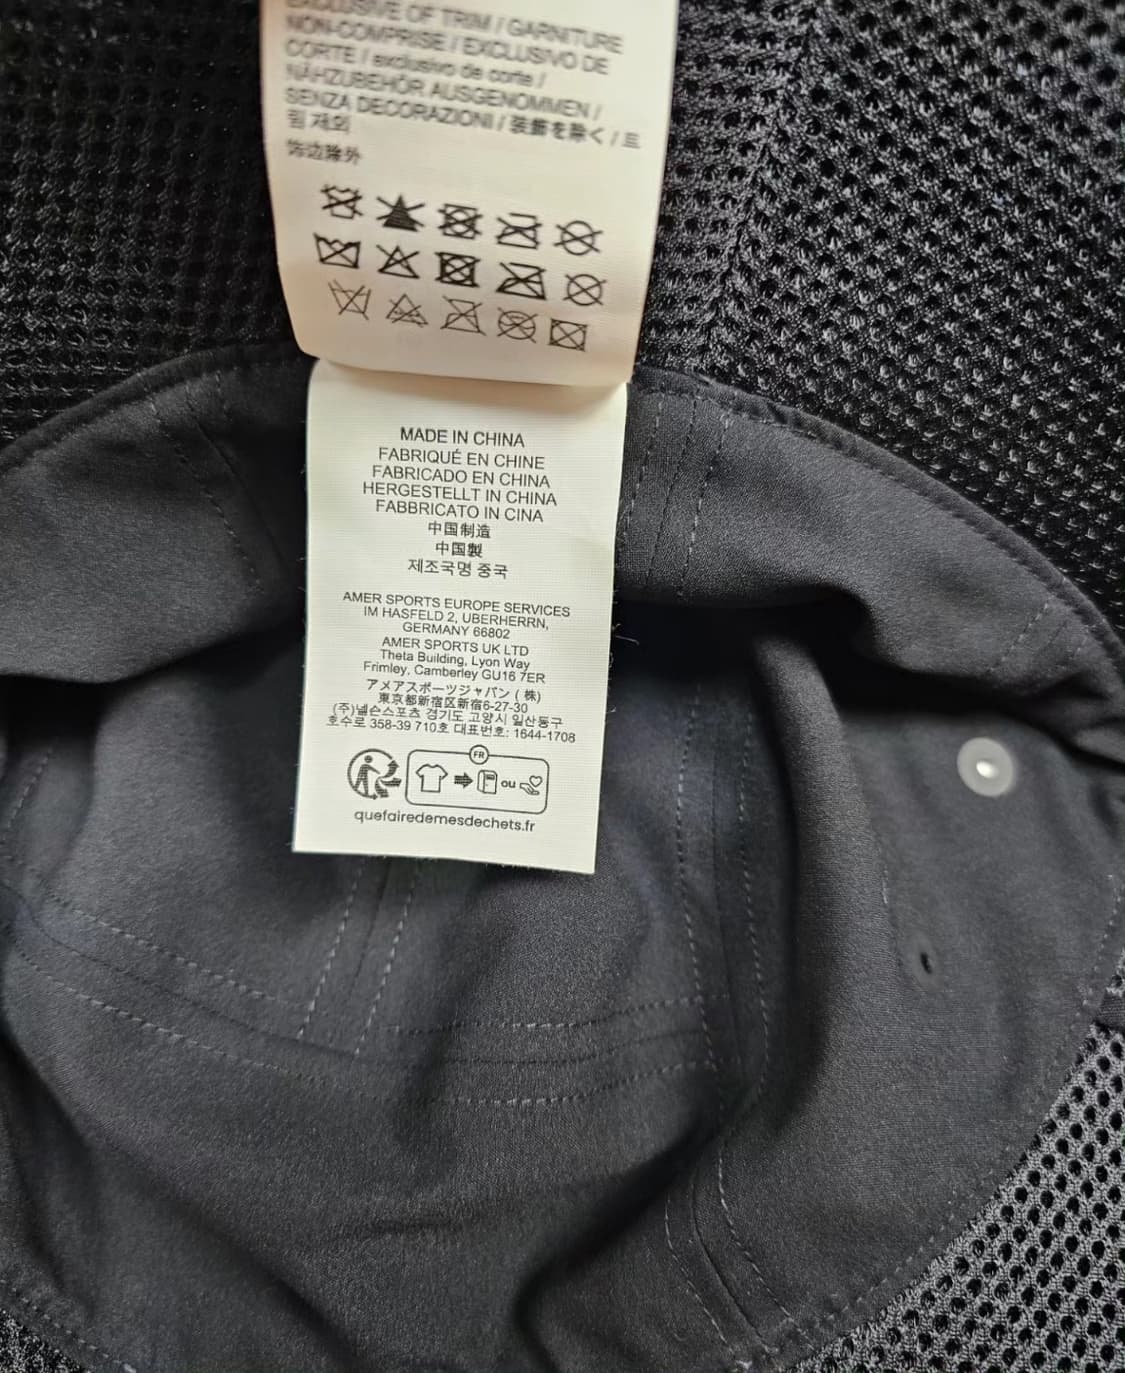 EXCLUSIVE OF TRIM / GARNITURE
NON-COMPRISE / EXCLUSIVO DE
CORTE / exclusivo de corte /
NÄHZUBEHÖR AUSGENOMMEN /
SENZA DECORAZIONI / 装飾を除く / 트
림 제외
饰边除外
MADE IN CHINA
FABRIQUÉ EN CHINE
FABRICADO EN CHINA
HERGESTELLT IN CHINA
FABBRICATO IN CINA
中国制造
中国製
제조국명 중국
AMER SPORTS EUROPE SERVICES
IM HASFELD 2, UBERHERRN,
GERMANY 66802
AMER SPORTS UK LTD
Theta Building, Lyon Way
Frimley, Camberley GU16 7ER
アメアスポーツジャパン ( 株)
東京都新宿区新宿6-27-30
(주)넬슨스포츠 경기도 고양시 일산동구
호수로 358-39 710호 대표번호: 1644-1708
FR
ou
quefairedemesdechets.fr